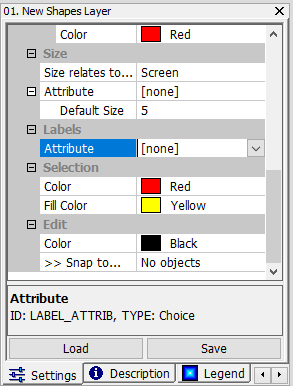 01. New Shapes Layer
Color Red
Size
Size relates to... Screen
Attribute [none]
Default Size 5
Labels
Attribute [none]
Selection
Color Red
Fill Color Yellow
Edit
Color Black
>> Snap to... No objects
Attribute
ID: LABEL_ATTRIB, TYPE: Choice
Load Save
Settings Description Legend